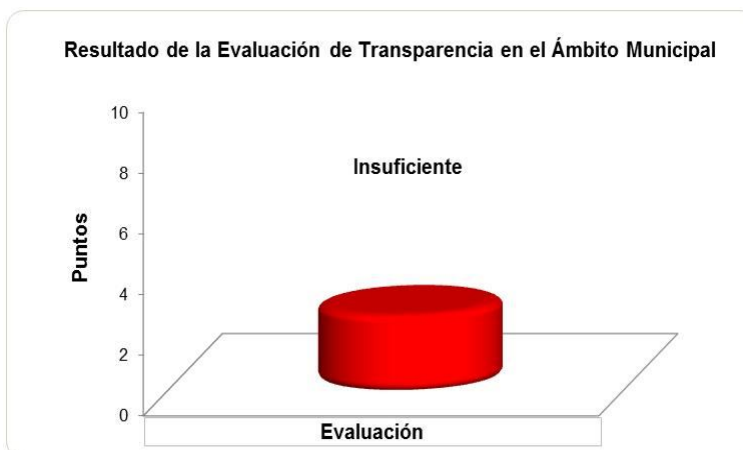 Resultado de la Evaluación de Transparencia en el Ámbito Municipal
10
Insuficiente
8
6
Puntos
4
2
0
Evaluación